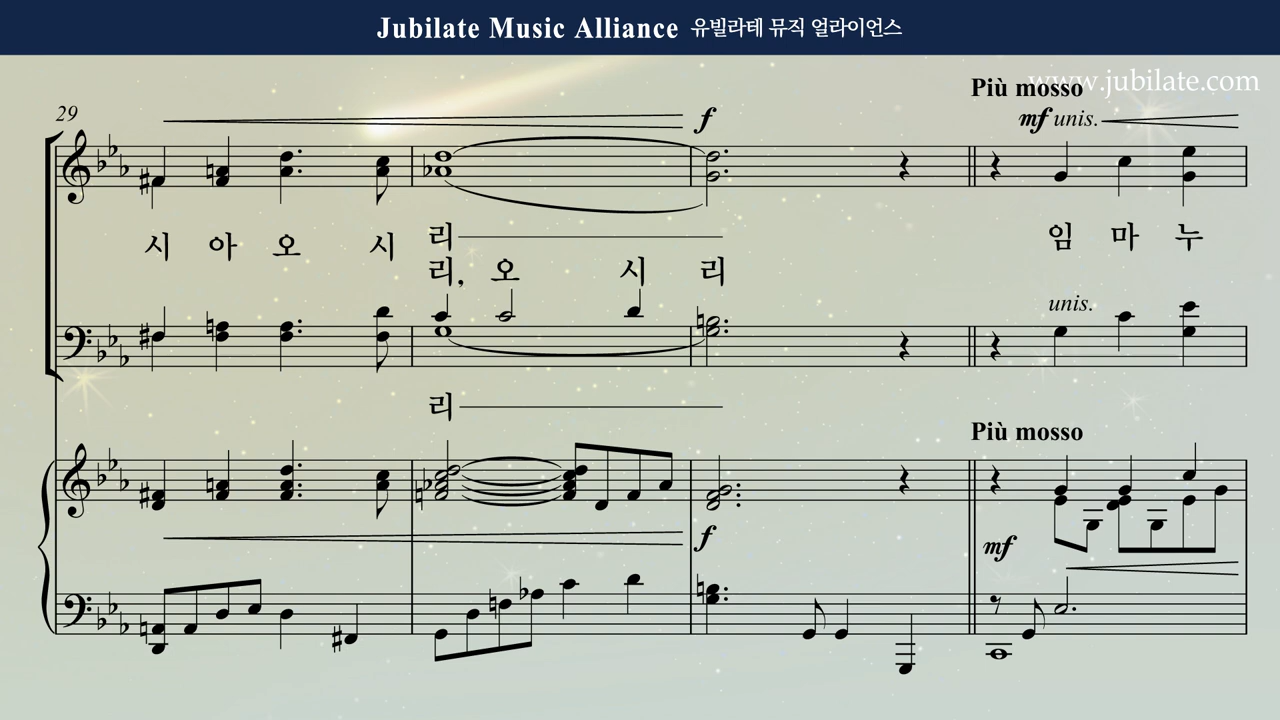 Jubilate Music Alliance 유빌라테 뮤직 얼라이언스
www.jubilate.com
Più mosso
29
f
mf unis.
시 아 오 시 리 임 마 누
리, 오 시 리
unis.
리
Più mosso
f
mf